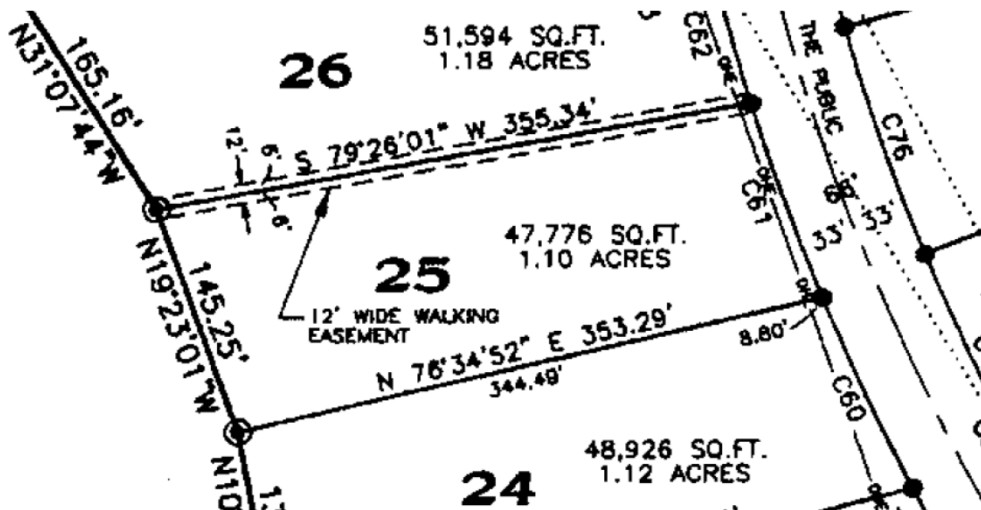 51,594 SQ.FT.
1.18 ACRES
26
165.16'
N31°07'44"W
C62
THE PUBLIC
C76
S 79°26'01" W 355.34'
12'
6'
6'
C61
33' 33'
47,776 SQ.FT.
1.10 ACRES
25
12' WIDE WALKING
EASEMENT
145.25'
N19°23'01"W
N 76°34'52" E 353.29'
344.49'
8.80'
C60
48,926 SQ.FT.
1.12 ACRES
24
N10